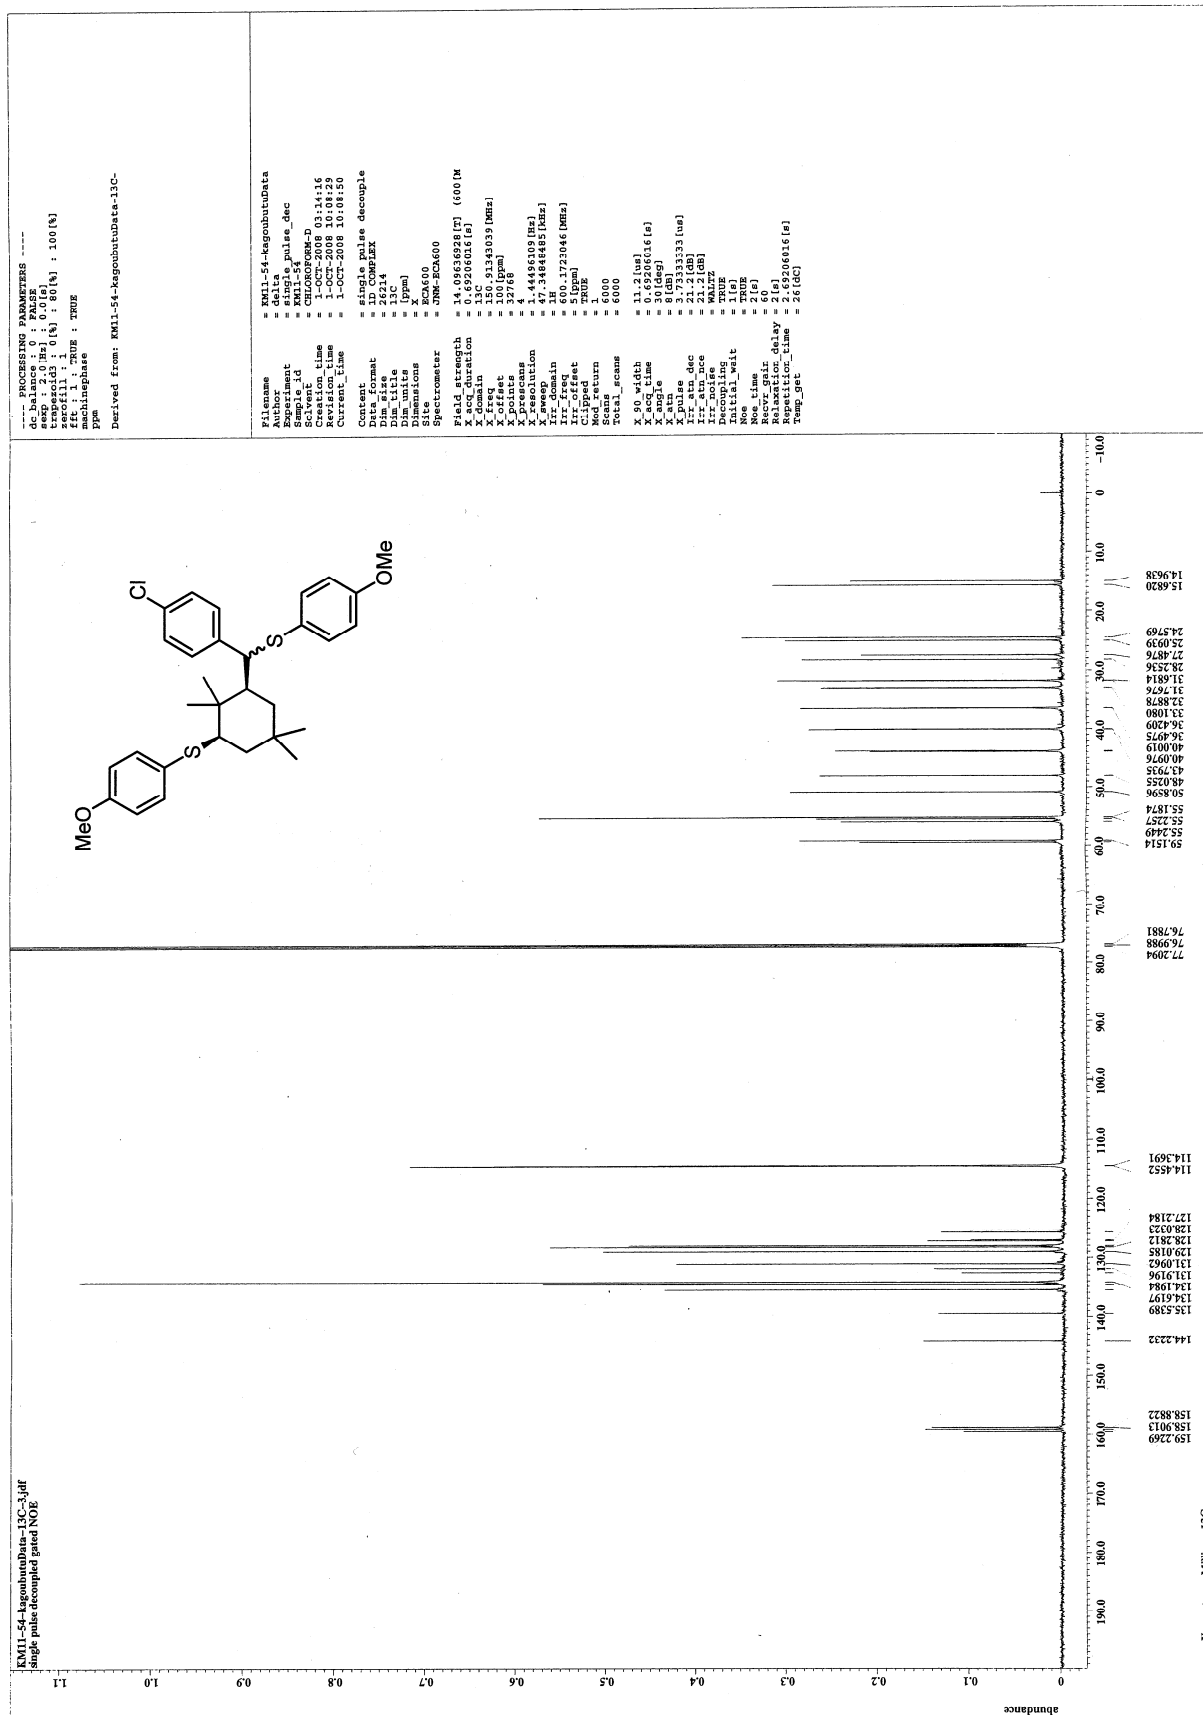 ---- PROCESSING PARAMETERS ----
dc_balance : 0 : FALSE
sexp : 2.0[Hz] : 0.0[s]
trapezoid3 : 0[%] : 80[%] : 100[%]
zerofill : 1
fft : 1 : TRUE : TRUE
machinephase
ppm
Derived from: KM11-54-kagoubutuData-13C-
Filename = KM11-54-kagoubutuData
Author = delta
Experiment = single_pulse_dec
Sample_id = KM11-54
Solvent = CHLOROFORM-D
Creation_time = 1-OCT-2008 03:14:16
Revision_time = 1-OCT-2008 10:08:29
Current_time = 1-OCT-2008 10:08:50
Content = single pulse decouple
Data_format = 1D COMPLEX
Dim_size = 26214
Dim_title = 13C
Dim_units = [ppm]
Dimensions = X
Site = ECA600
Spectrometer = JNM-ECA600
Field_strength = 14.09636928[T] (600[M
X_acq_duration = 0.69206016[s]
X_domain = 13C
X_freq = 150.91343039[MHz]
X_offset = 100[ppm]
X_points = 32768
X_prescans = 4
X_resolution = 1.44496109[Hz]
X_sweep = 47.34848485[kHz]
Irr_domain = 1H
Irr_freq = 600.1723046[MHz]
Irr_offset = 5[ppm]
Clipped = TRUE
Mod_return = 1
Scans = 6000
Total_scans = 6000
X_90_width = 11.2[us]
X_acq_time = 0.69206016[s]
X_angle = 30[deg]
X_atn = 8[dB]
X_pulse = 3.73333333[us]
Irr_atn_dec = 21.2[dB]
Irr_atn_noe = 21.2[dB]
Irr_noise = WALTZ
Decoupling = TRUE
Initial_wait = 1[s]
Noe = TRUE
Noe_time = 2[s]
Recvr_gain = 60
Relaxation_delay = 2[s]
Repetition_time = 2.69206016[s]
Temp_get = 26[dC]
KM11-54-kagoubutuData-13C-3.jdf
single pulse decoupled gated NOE
MeO
S
Cl
S
OMe
abundance
0 0.1 0.2 0.3 0.4 0.5 0.6 0.7 0.8 0.9 1.0 1.1
190.0 180.0 170.0 160.0 150.0 140.0 130.0 120.0 110.0 100.0 90.0 80.0 70.0 60.0 50.0 40.0 30.0 20.0 10.0 0 -10.0
159.2269
158.9013
158.8822
144.2232
135.5389
134.6197
134.1984
131.9196
131.0962
129.0185
128.2812
128.0323
127.2184
114.4552
114.3691
77.2094
76.9988
76.7881
59.1514
55.2449
55.2257
55.1874
50.8596
48.0255
43.7935
40.0976
40.0019
36.4975
36.4209
33.1080
32.8878
31.7676
31.6814
28.2536
27.4876
25.0939
24.5769
15.6820
14.9638